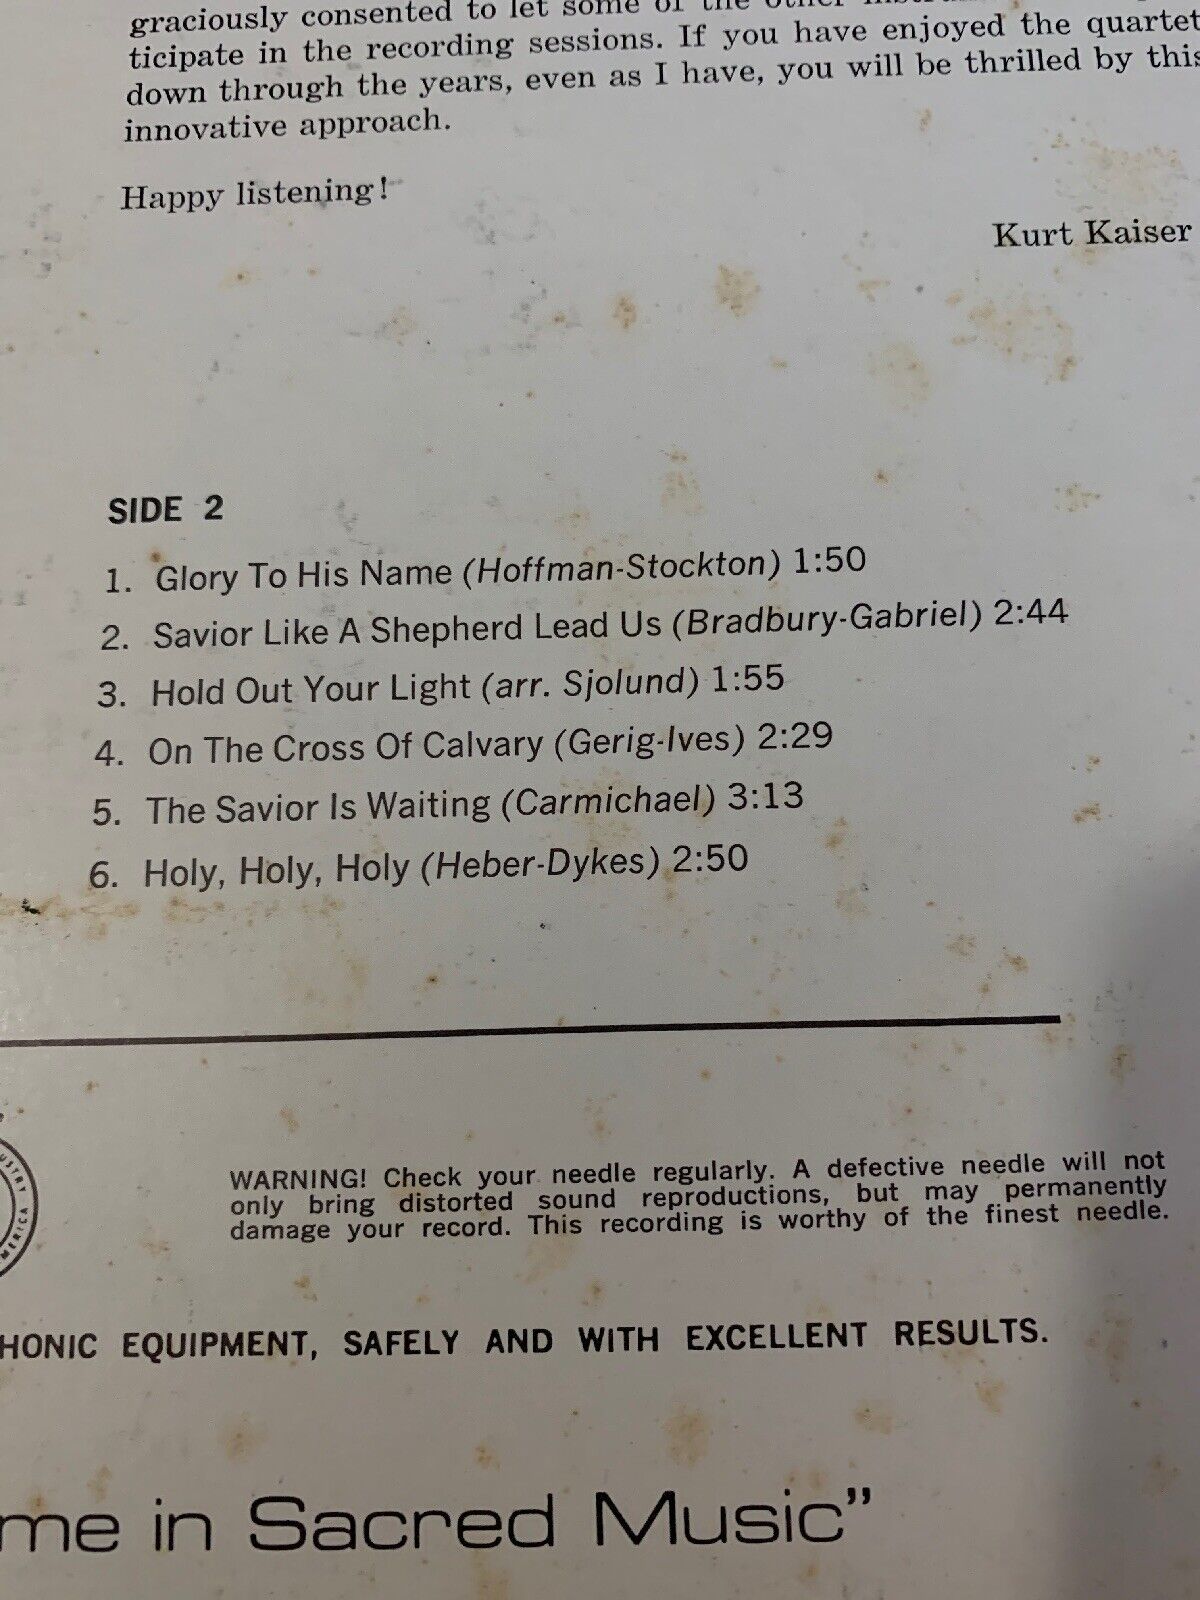 graciously consented to let some of the other
ticipate in the recording sessions. If you have enjoyed the quartet
down through the years, even as I have, you will be thrilled by this
innovative approach.
Happy listening!
Kurt Kaiser
SIDE 2
1. Glory To His Name (Hoffman-Stockton) 1:50
2. Savior Like A Shepherd Lead Us (Bradbury-Gabriel) 2:44
3. Hold Out Your Light (arr. Sjolund) 1:55
4. On The Cross Of Calvary (Gerig-Ives) 2:29
5. The Savior Is Waiting (Carmichael) 3:13
6. Holy, Holy, Holy (Heber-Dykes) 2:50
WARNING! Check your needle regularly. A defective needle will not
only bring distorted sound reproductions, but may permanently
damage your record. This recording is worthy of the finest needle.
HONIC EQUIPMENT, SAFELY AND WITH EXCELLENT RESULTS.
me in Sacred Music”